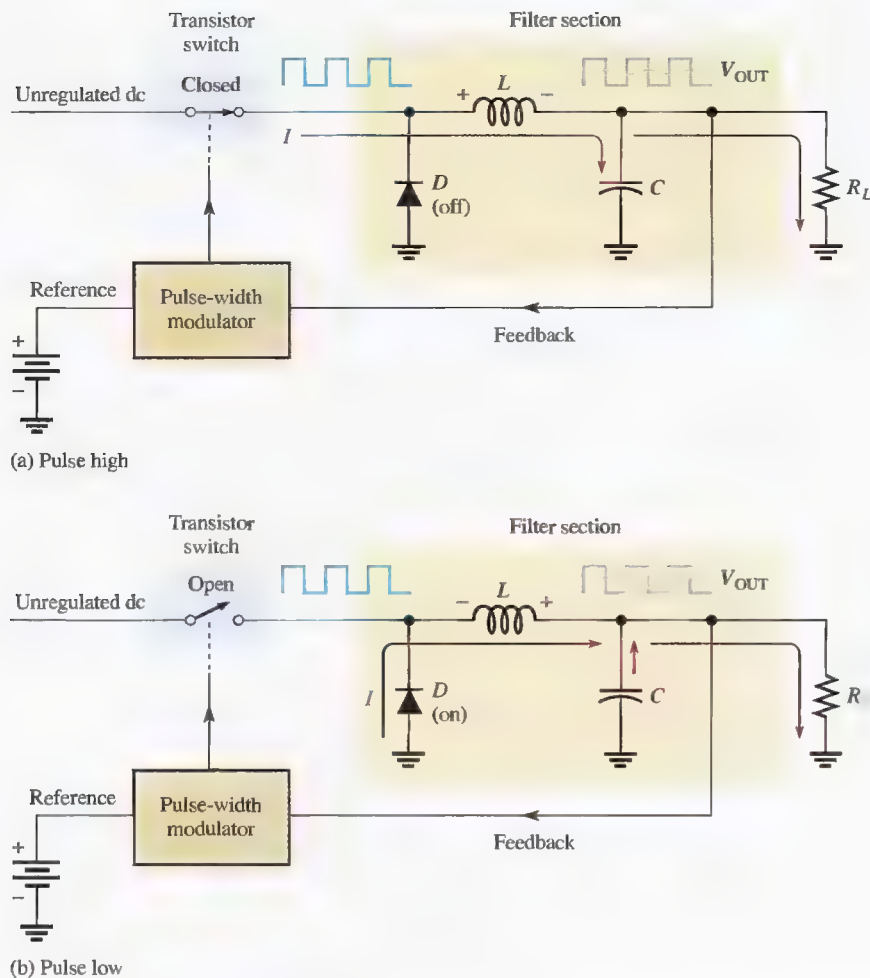 Transistor
switch
Closed
Filter section
Unregulated dc
L
+
−
V_OUT
I
D
(off)
C
R_L
Reference
Pulse-width
modulator
Feedback
+
−
(a) Pulse high
Transistor
switch
Open
Filter section
Unregulated dc
L
−
+
V_OUT
I
D
(on)
C
R
Reference
Pulse-width
modulator
Feedback
+
−
(b) Pulse low